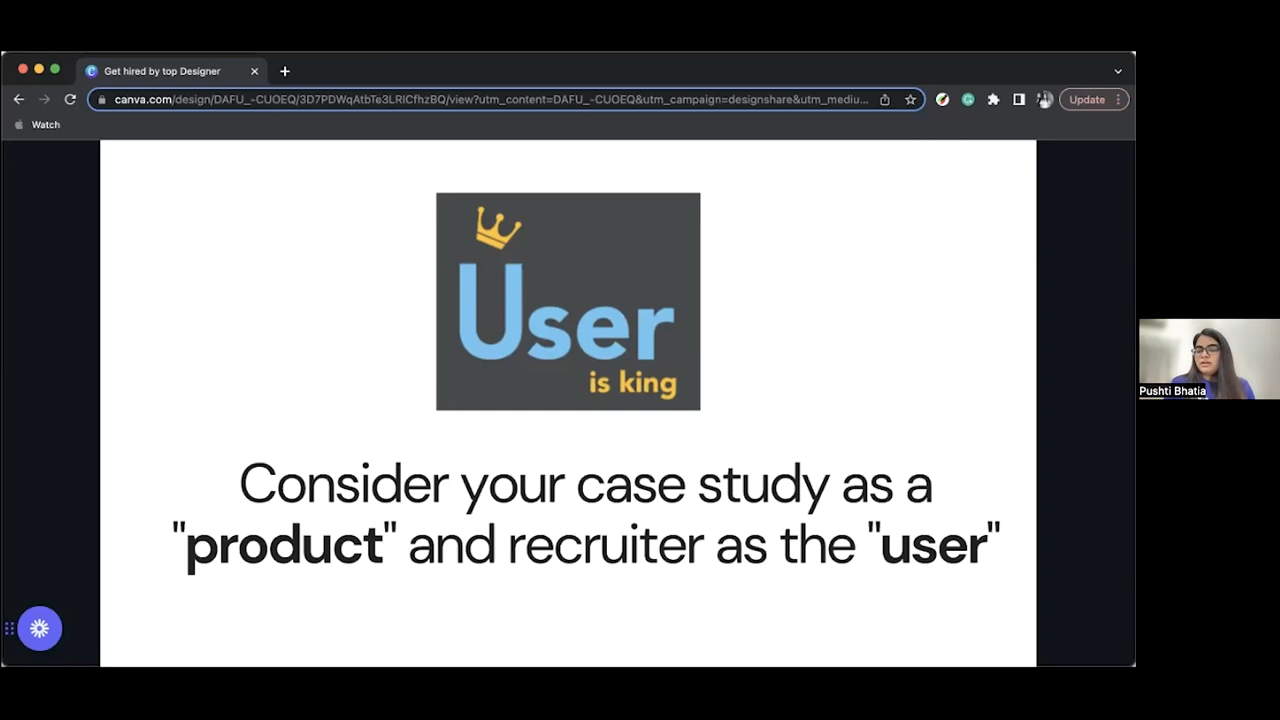 Get hired by top Designer
canva.com/design/DAFU_-CUOEQ/3D7PDWqAtbTe3LRICfhzBQ/view?utm_content=DAFU_-CUOEQ&utm_campaign=designshare&utm_mediu...
Update
Watch
User
is king
Consider your case study as a
"product" and recruiter as the "user"
Pushti Bhatia